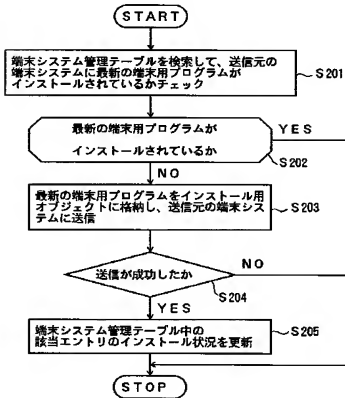 START
端末システム管理テーブルを検索して、送信元の
端末システムに最新の端末用プログラムが
インストールされているかチェック
S201
最新の端末用プログラムが
インストールされているか
YES
S202
NO
最新の端末用プログラムをインストール用
オブジェクトに格納し、送信元の端末シス
テムに送信
S203
送信が成功したか
NO
S204
YES
端末システム管理テーブル中の
該当エントリのインストール状況を更新
S205
STOP